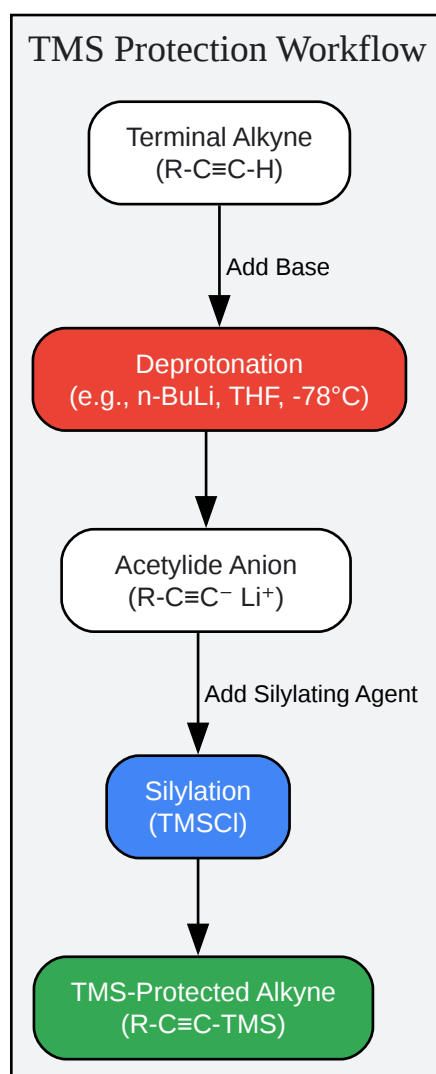 TMS Protection Workflow
Terminal Alkyne
(R-C≡C-H)
Add Base
Deprotonation
(e.g., n-BuLi, THF, -78°C)
Acetylide Anion
(R-C≡C⁻ Li⁺)
Add Silylating Agent
Silylation
(TMSCl)
TMS-Protected Alkyne
(R-C≡C-TMS)